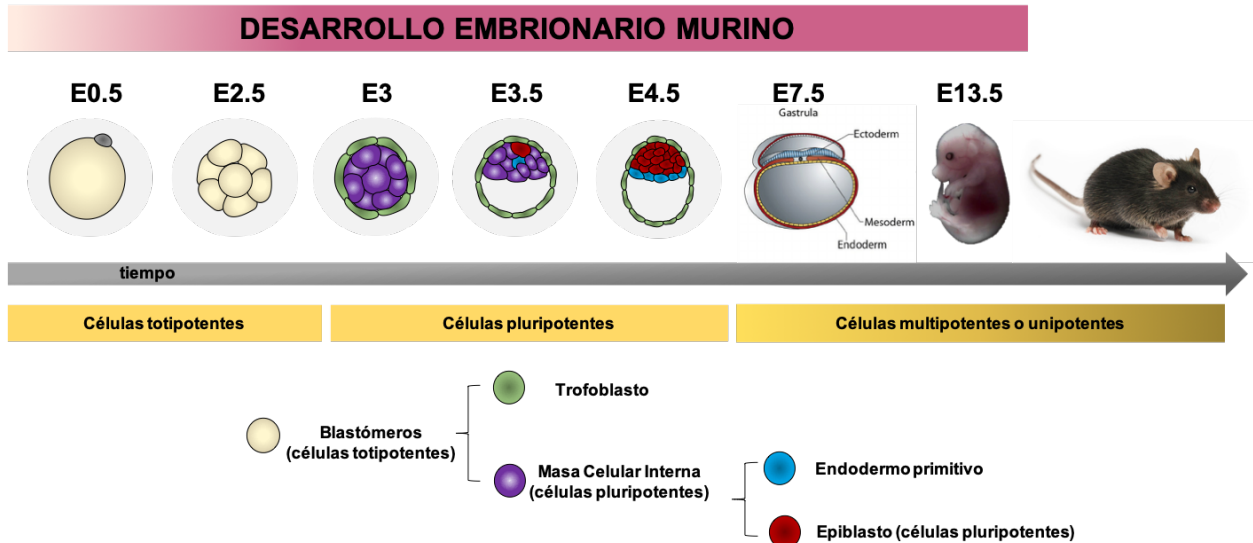 DESARROLLO EMBRIONARIO MURINO
E0.5
E2.5
E3
E3.5
E4.5
E7.5
E13.5
Gastrula
Ectoderm
Mesoderm
Endoderm
tiempo
Células totipotentes
Células pluripotentes
Células multipotentes o unipotentes
Trofoblasto
Blastómeros
(células totipotentes)
Masa Celular Interna
(células pluripotentes)
Endodermo primitivo
Epiblasto (células pluripotentes)